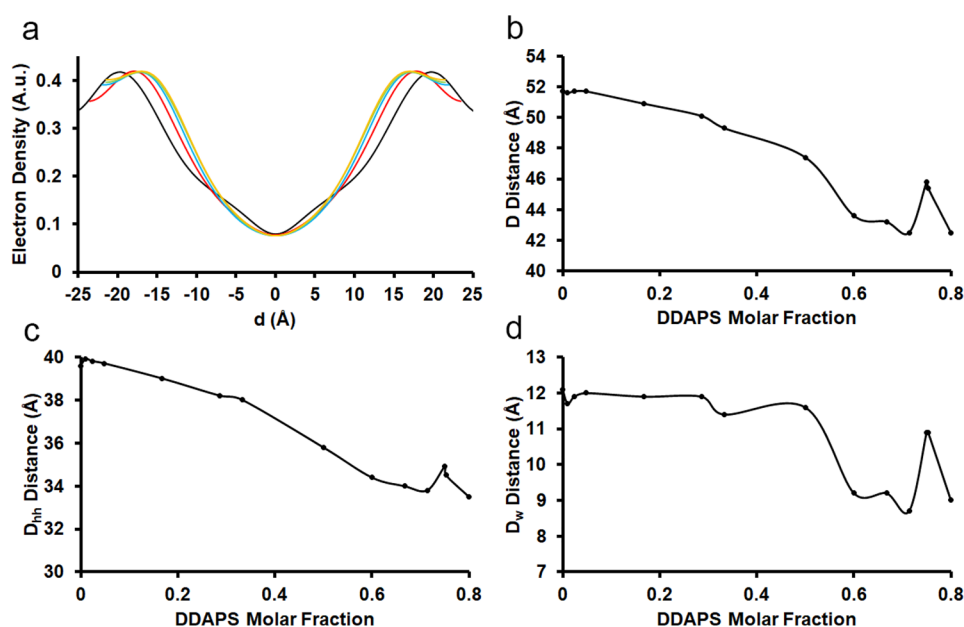 a
Electron Density (A.u.)
0.4
0.3
0.2
0.1
0
-25 -20 -15 -10 -5 0 5 10 15 20 25
d (Å)
b
D Distance (Å)
54
52
50
48
46
44
42
40
0 0.2 0.4 0.6 0.8
DDAPS Molar Fraction
c
Dhh Distance (Å)
40
38
36
34
32
30
0 0.2 0.4 0.6 0.8
DDAPS Molar Fraction
d
Dw Distance (Å)
13
12
11
10
9
8
7
0 0.2 0.4 0.6 0.8
DDAPS Molar Fraction